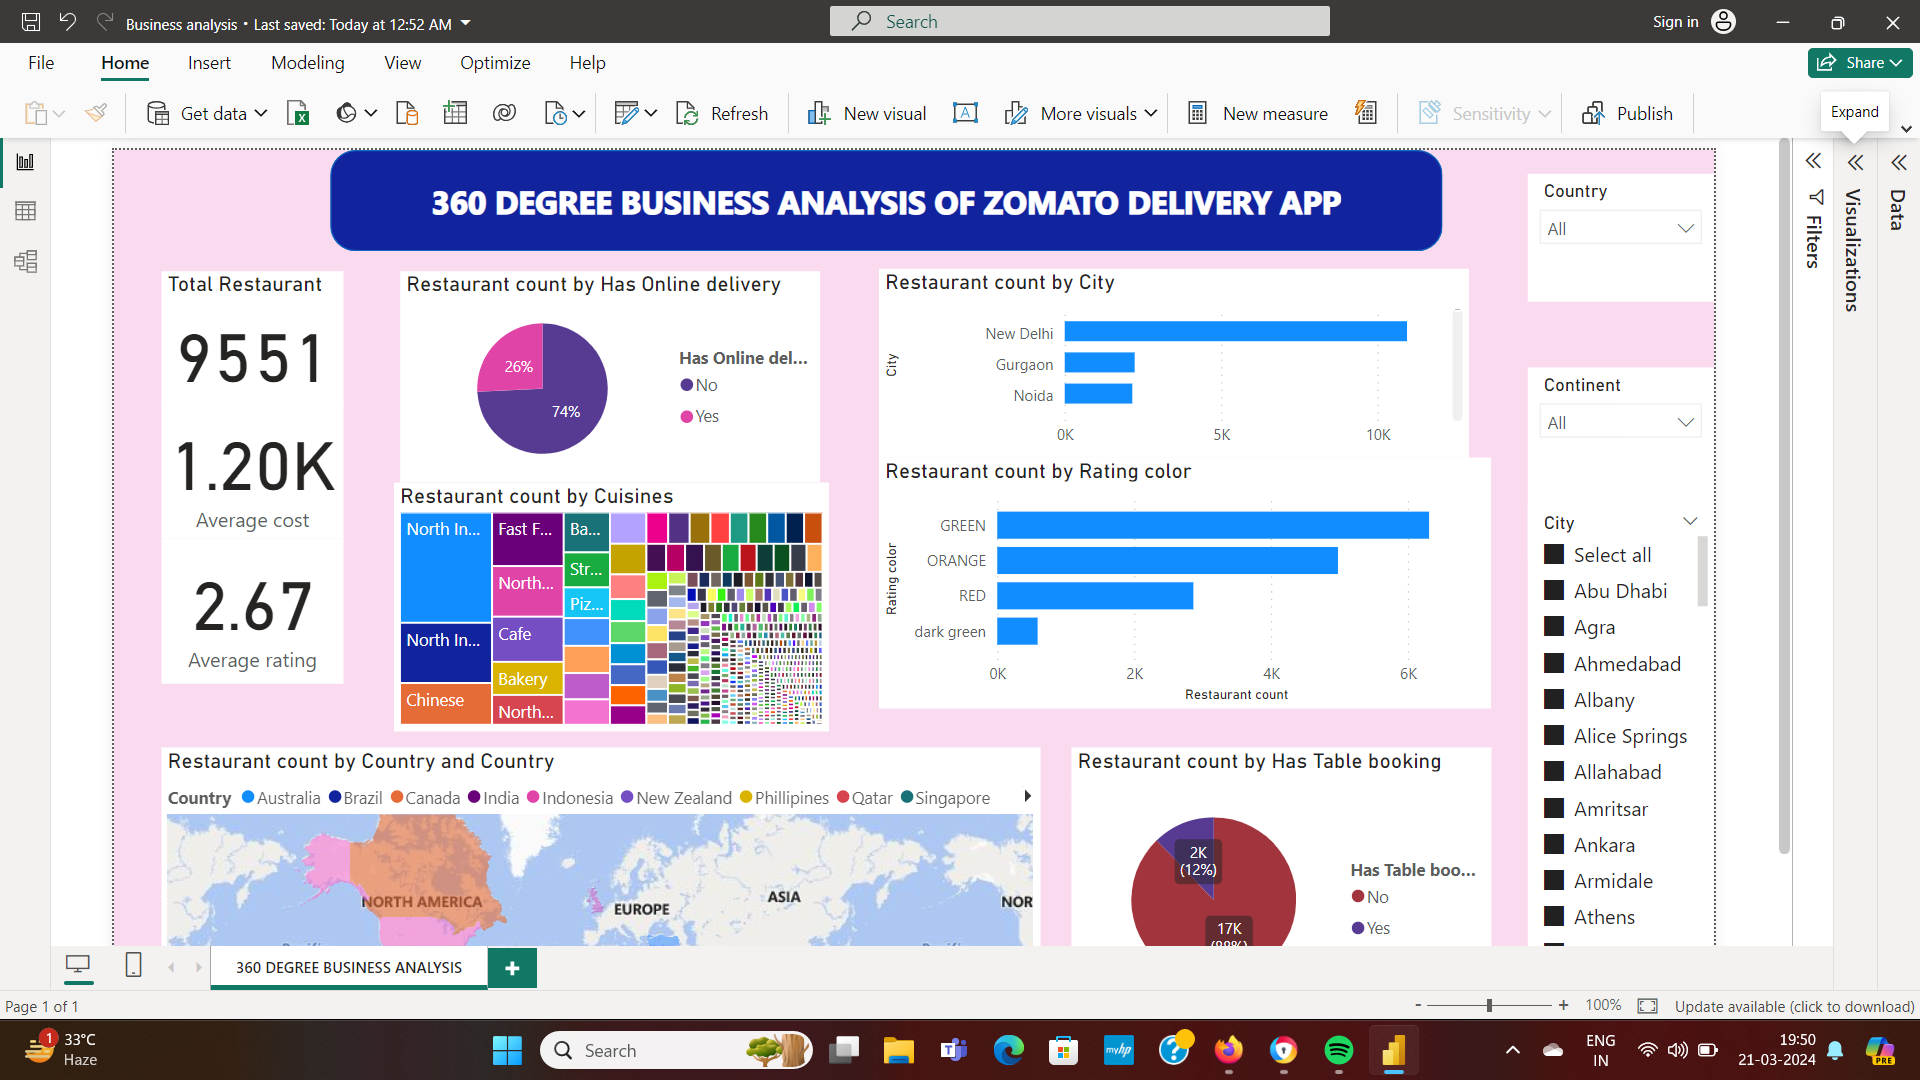 Business analysis • Last saved: Today at 12:52 AM
Search
Sign in
File
Home
Insert
Modeling
View
Optimize
Help
Share
Get data
Refresh
New visual
More visuals
New measure
Sensitivity
Publish
Expand
360 DEGREE BUSINESS ANALYSIS OF ZOMATO DELIVERY APP
Total Restaurant
9551
1.20K
Average cost
2.67
Average rating
Restaurant count by Has Online delivery
26%
74%
Has Online del...
No
Yes
Restaurant count by City
City
New Delhi
Gurgaon
Noida
0K
5K
10K
Restaurant count by Cuisines
North In...
North In...
Chinese
Fast F...
North...
Cafe
Bakery
North...
Ba...
Str...
Piz...
Restaurant count by Rating color
Rating color
GREEN
ORANGE
RED
dark green
0K
2K
4K
6K
Restaurant count
Restaurant count by Country and Country
Country
Australia
Brazil
Canada
India
Indonesia
New Zealand
Phillipines
Qatar
Singapore
NORTH AMERICA
EUROPE
ASIA
NOR
Restaurant count by Has Table booking
2K
(12%)
17K
(88%)
Has Table boo...
No
Yes
Country
All
Continent
All
City
Select all
Abu Dhabi
Agra
Ahmedabad
Albany
Alice Springs
Allahabad
Amritsar
Ankara
Armidale
Athens
Filters
Visualizations
Data
360 DEGREE BUSINESS ANALYSIS
Page 1 of 1
- + 100%
Update available (click to download)
1
33°C
Haze
Search
myhp
ENG
IN
19:50
21-03-2024
PRE